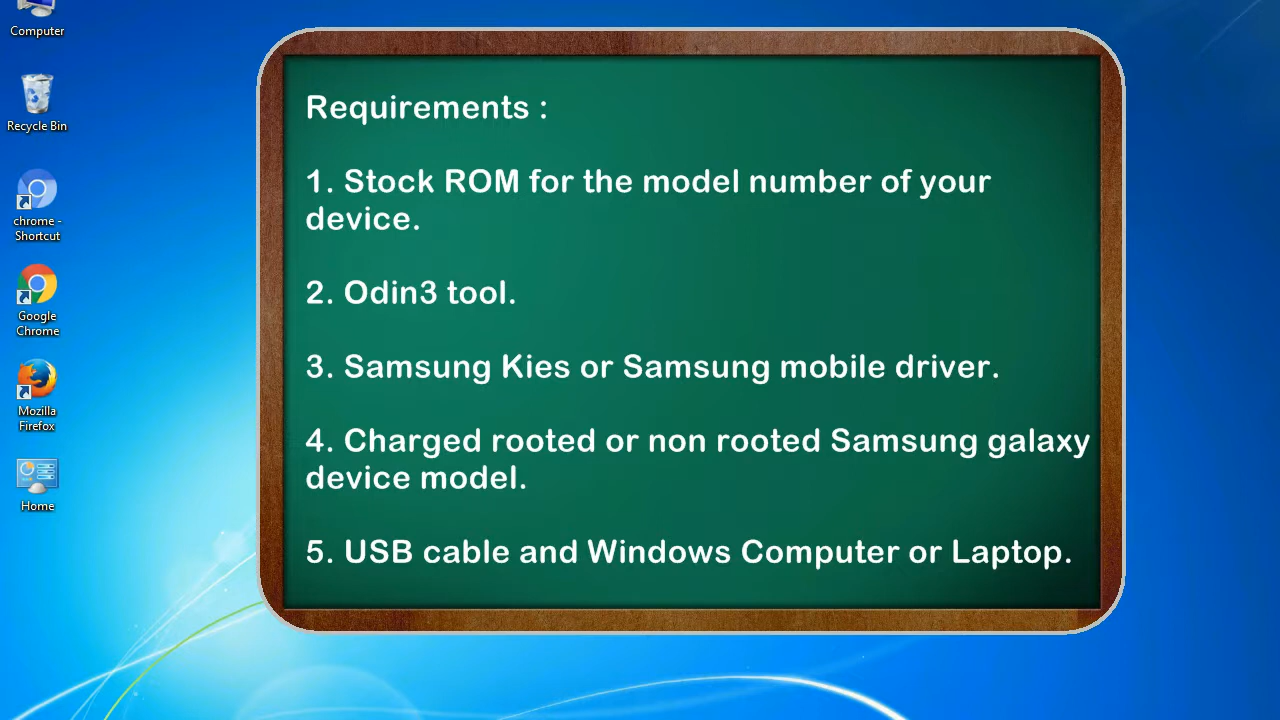 Computer
Recycle Bin
chrome -
Shortcut
Google
Chrome
Mozilla
Firefox
Home
Requirements :
1. Stock ROM for the model number of your
device.
2. Odin3 tool.
3. Samsung Kies or Samsung mobile driver.
4. Charged rooted or non rooted Samsung galaxy
device model.
5. USB cable and Windows Computer or Laptop.